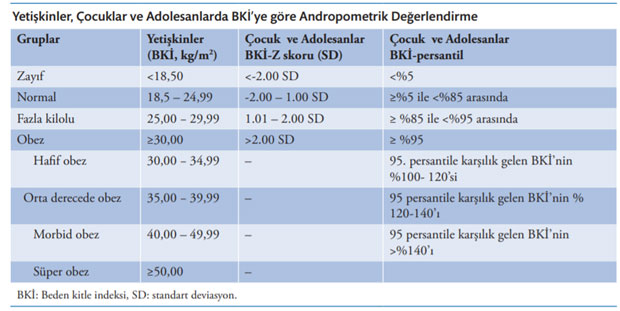 Yetişkinler, Çocuklar ve Adolesanlarda BKİ'ye göre Andropometrik Değerlendirme
Gruplar Yetişkinler Çocuk ve Adolesanlar Çocuk ve Adolesanlar
(BKİ, kg/m²) BKİ-Z skoru (SD) BKİ-persantil
Zayıf <18,50 <-2.00 SD <%5
Normal 18,5 – 24,99 -2.00 – 1.00 SD ≥%5 ile <%85 arasında
Fazla kilolu 25,00 – 29,99 1.01 – 2.00 SD ≥ %85 ile <%95 arasında
Obez ≥30,00 >2.00 SD ≥ %95
Hafif obez 30,00 – 34,99 – 95. persantile karşılık gelen BKİ'nin
%100- 120'si
Orta derecede obez 35,00 – 39,99 – 95 persantile karşılık gelen BKİ'nin %
120-140'ı
Morbid obez 40,00 – 49,99 – 95 persantile karşılık gelen BKİ'nin
>%140'ı
Süper obez ≥50,00 –
BKİ: Beden kitle indeksi, SD: standart deviasyon.